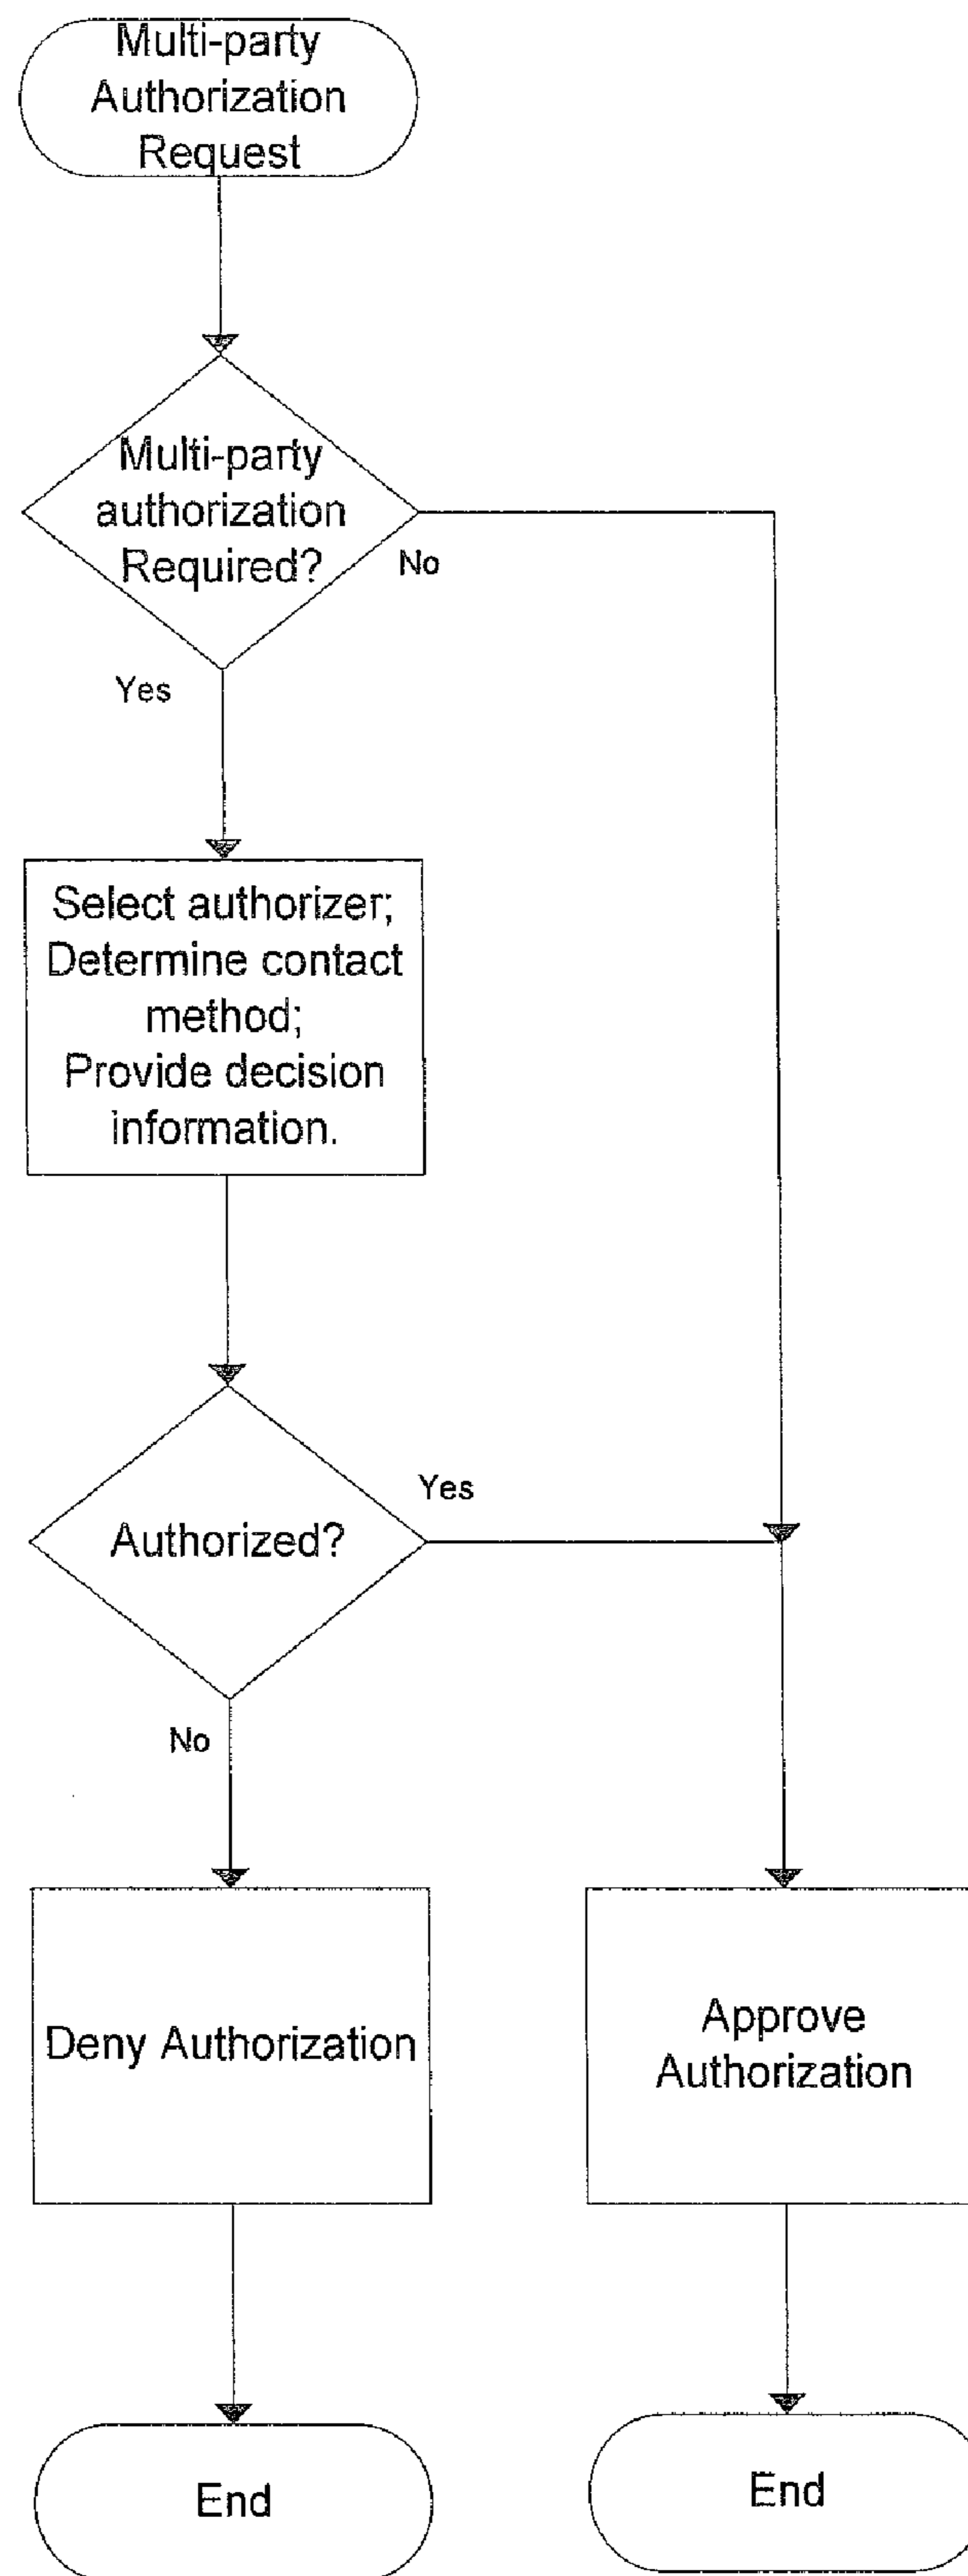 Multi-party
Authorization
Request
Multi-party
authorization
Required?
No
Yes
Select authorizer;
Determine contact
method;
Provide decision
information.
Yes
Authorized?
No
Deny Authorization
Approve
Authorization
End
End